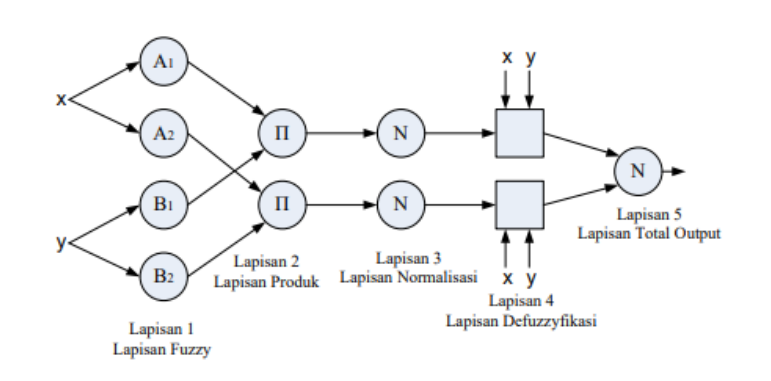 x y
A1
x
A2
Π
N
N
B1
Π
N
y
B2
x y
Lapisan 1
Lapisan Fuzzy
Lapisan 2
Lapisan Produk
Lapisan 3
Lapisan Normalisasi
Lapisan 4
Lapisan Defuzzyfikasi
Lapisan 5
Lapisan Total Output